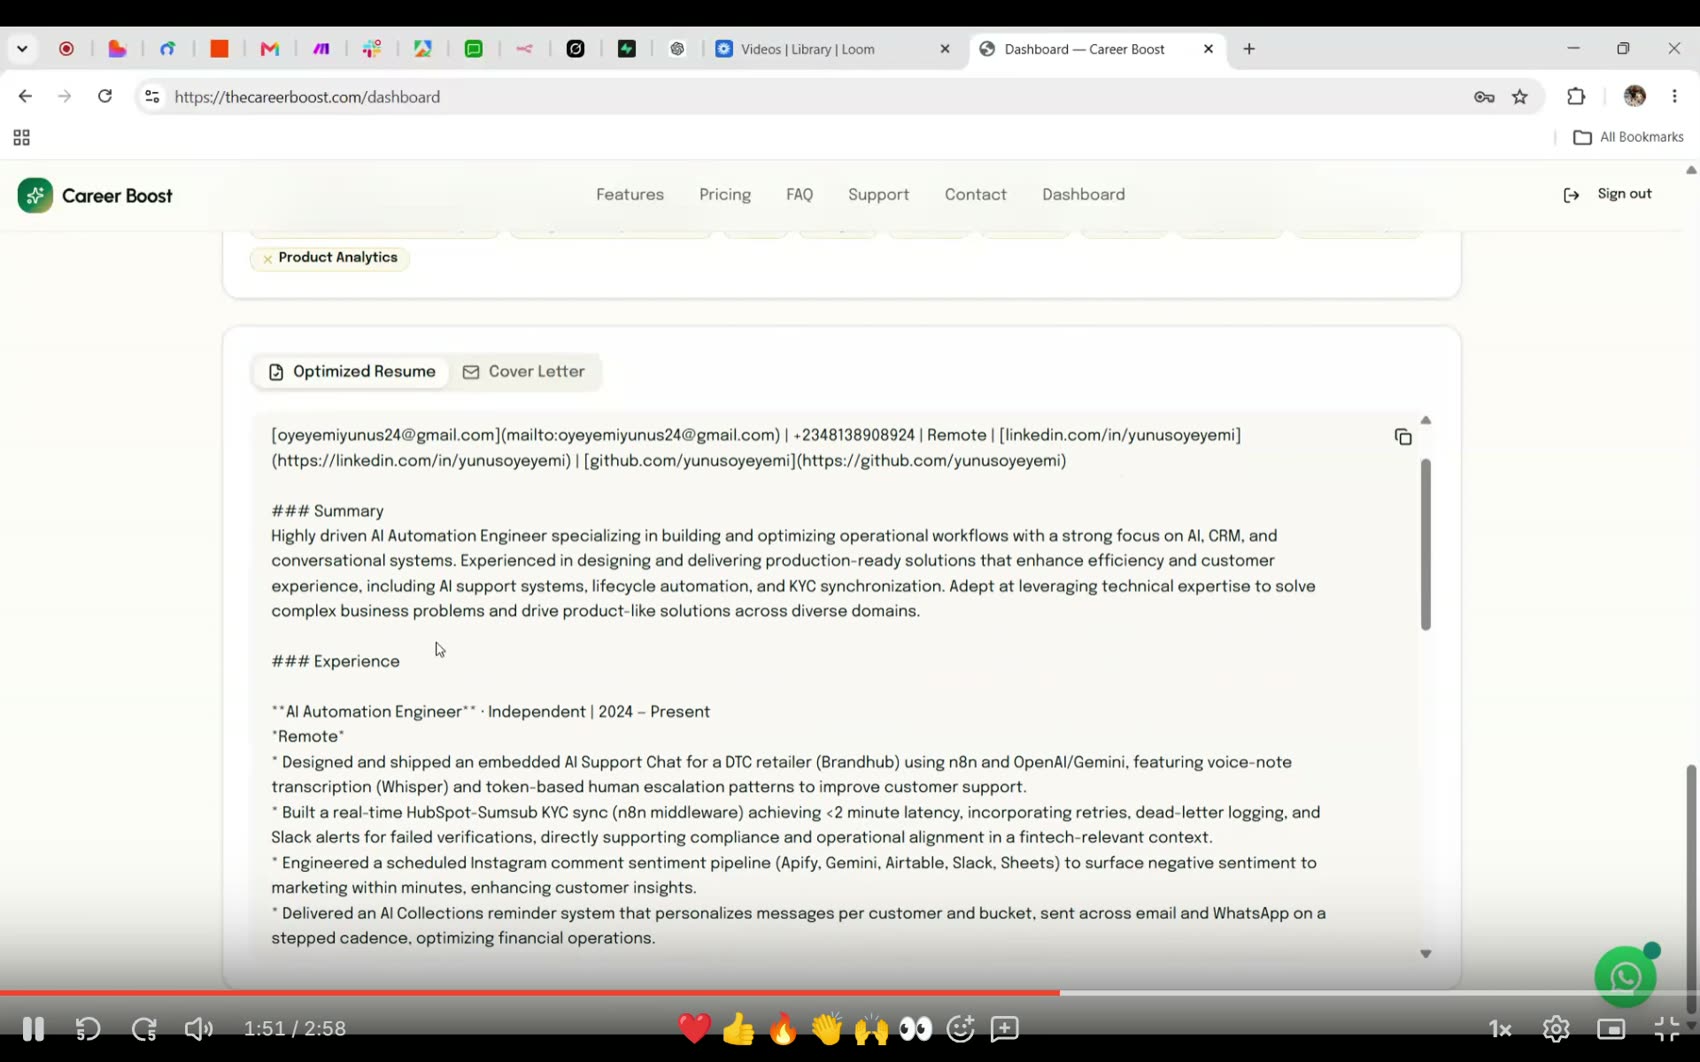 Videos | Library | Loom
Dashboard — Career Boost
https://thecareerboost.com/dashboard
All Bookmarks
Career Boost
Features
Pricing
FAQ
Support
Contact
Dashboard
Sign out
× Product Analytics
Optimized Resume
Cover Letter
[oyeyemiyunus24@gmail.com](mailto:oyeyemiyunus24@gmail.com) | +2348138908924 | Remote | [linkedin.com/in/yunusoyeyemi]
(https://linkedin.com/in/yunusoyeyemi) | [github.com/yunusoyeyemi](https://github.com/yunusoyeyemi)
### Summary
Highly driven AI Automation Engineer specializing in building and optimizing operational workflows with a strong focus on AI, CRM, and
conversational systems. Experienced in designing and delivering production-ready solutions that enhance efficiency and customer
experience, including AI support systems, lifecycle automation, and KYC synchronization. Adept at leveraging technical expertise to solve
complex business problems and drive product-like solutions across diverse domains.
### Experience
**AI Automation Engineer** · Independent | 2024 – Present
*Remote*
* Designed and shipped an embedded AI Support Chat for a DTC retailer (Brandhub) using n8n and OpenAI/Gemini, featuring voice-note
transcription (Whisper) and token-based human escalation patterns to improve customer support.
* Built a real-time HubSpot-Sumsub KYC sync (n8n middleware) achieving <2 minute latency, incorporating retries, dead-letter logging, and
Slack alerts for failed verifications, directly supporting compliance and operational alignment in a fintech-relevant context.
* Engineered a scheduled Instagram comment sentiment pipeline (Apify, Gemini, Airtable, Slack, Sheets) to surface negative sentiment to
marketing within minutes, enhancing customer insights.
* Delivered an AI Collections reminder system that personalizes messages per customer and bucket, sent across email and WhatsApp on a
stepped cadence, optimizing financial operations.
5
5
1:51 / 2:58
1x